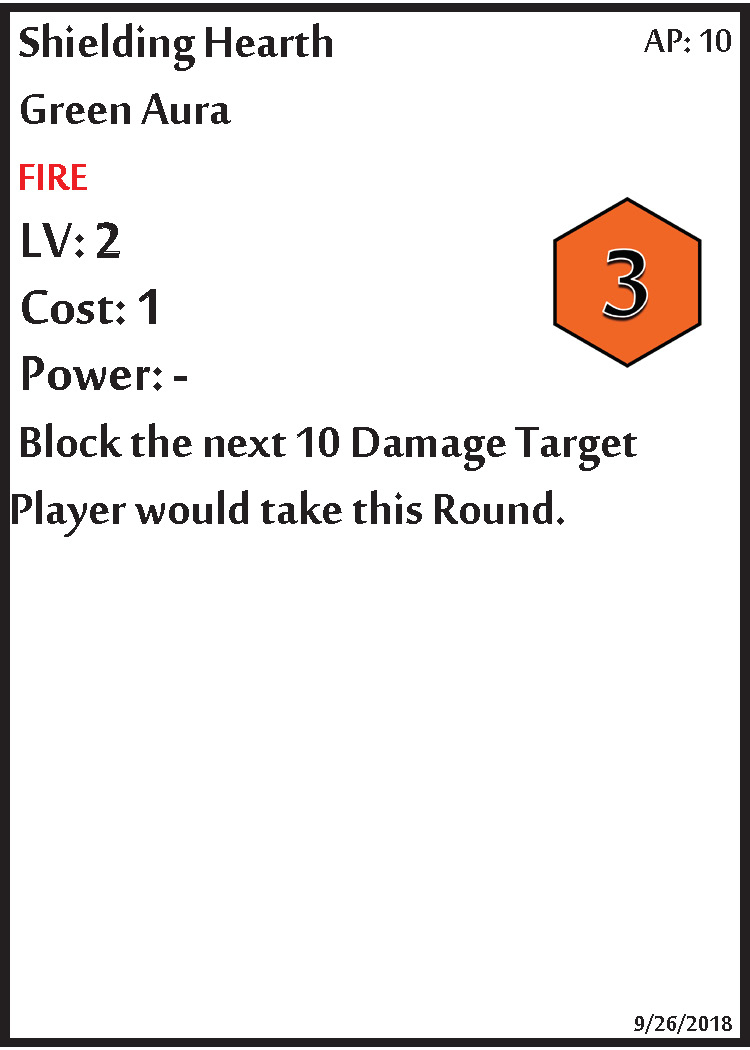 Shielding Hearth
AP: 10
Green Aura
FIRE
LV: 2
Cost: 1
3
Power: -
Block the next 10 Damage Target
Player would take this Round.
9/26/2018